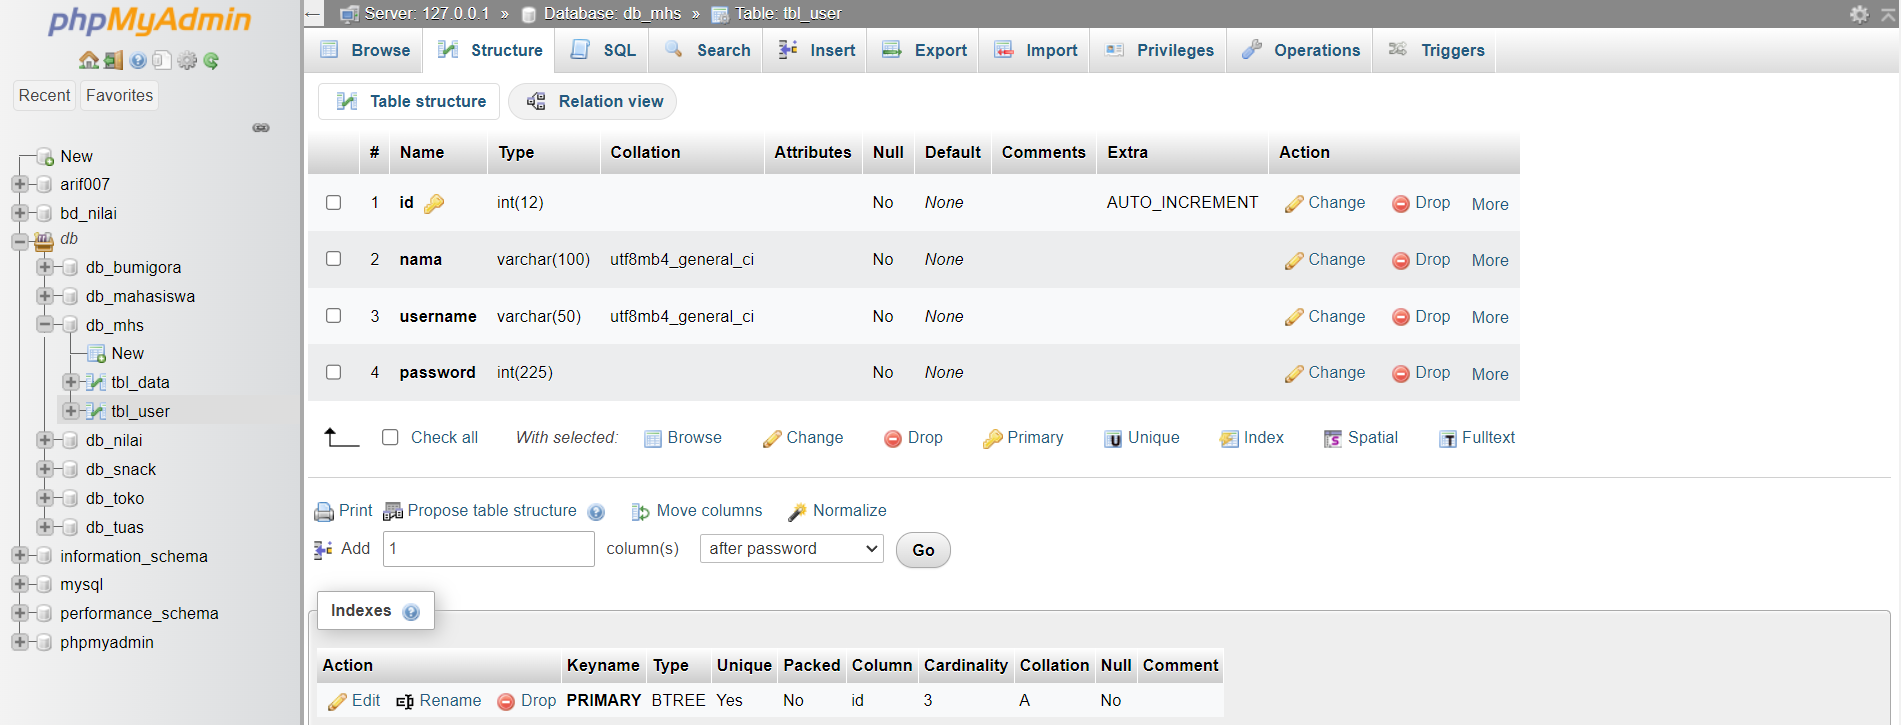 phpMyAdmin
Recent Favorites
New
arif007
bd_nilai
db
db_bumigora
db_mahasiswa
db_mhs
New
tbl_data
tbl_user
db_nilai
db_snack
db_toko
db_tuas
information_schema
mysql
performance_schema
phpmyadmin
Server: 127.0.0.1 » Database: db_mhs » Table: tbl_user
Browse Structure SQL Search Insert Export Import Privileges Operations Triggers
Table structure Relation view
# Name Type Collation Attributes Null Default Comments Extra Action
1 id int(12) No None AUTO_INCREMENT Change Drop More
2 nama varchar(100) utf8mb4_general_ci No None Change Drop More
3 username varchar(50) utf8mb4_general_ci No None Change Drop More
4 password int(225) No None Change Drop More
Check all With selected: Browse Change Drop Primary Unique Index Spatial Fulltext
Print Propose table structure Move columns Normalize
Add 1 column(s) after password Go
Indexes
Action Keyname Type Unique Packed Column Cardinality Collation Null Comment
Edit Rename Drop PRIMARY BTREE Yes No id 3 A No